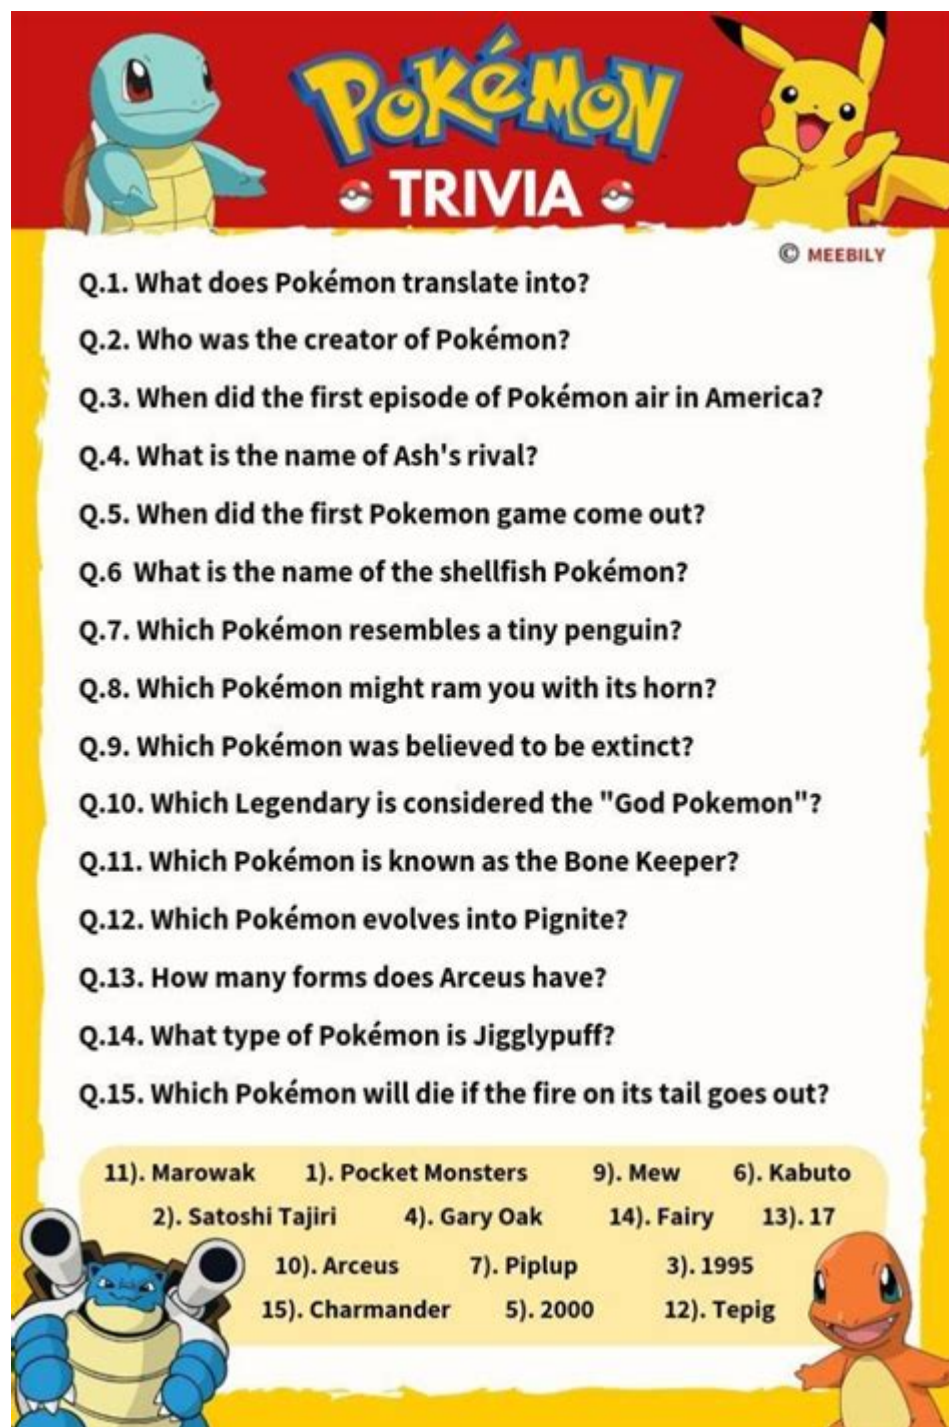 POKéMON
TRIVIA
© MEEBILY
Q.1. What does Pokémon translate into?
Q.2. Who was the creator of Pokémon?
Q.3. When did the first episode of Pokémon air in America?
Q.4. What is the name of Ash's rival?
Q.5. When did the first Pokemon game come out?
Q.6 What is the name of the shellfish Pokémon?
Q.7. Which Pokémon resembles a tiny penguin?
Q.8. Which Pokémon might ram you with its horn?
Q.9. Which Pokémon was believed to be extinct?
Q.10. Which Legendary is considered the "God Pokemon"?
Q.11. Which Pokémon is known as the Bone Keeper?
Q.12. Which Pokémon evolves into Pignite?
Q.13. How many forms does Arceus have?
Q.14. What type of Pokémon is Jigglypuff?
Q.15. Which Pokémon will die if the fire on its tail goes out?
11). Marowak 1). Pocket Monsters 9). Mew 6). Kabuto
2). Satoshi Tajiri 4). Gary Oak 14). Fairy 13). 17
10). Arceus 7). Piplup 3). 1995
15). Charmander 5). 2000 12). Tepig